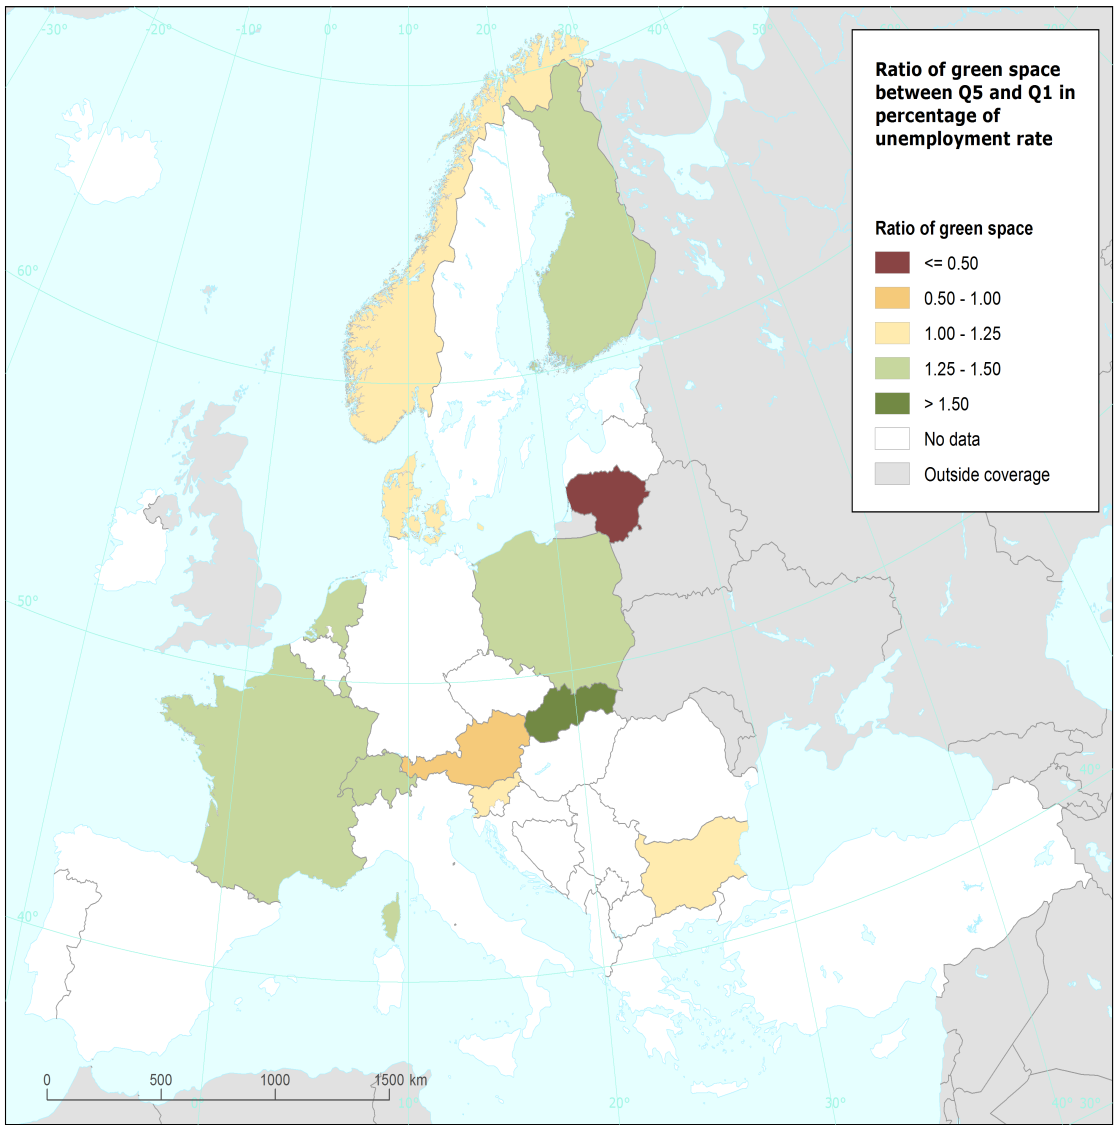 -30°
-20°
-10°
0°
10°
20°
30°
40°
50°
Ratio of green space
between Q5 and Q1 in
percentage of
unemployment rate
Ratio of green space
<= 0.50
0.50 - 1.00
1.00 - 1.25
1.25 - 1.50
> 1.50
No data
Outside coverage
60°
50°
40°
40°
0
500
1000
1500 km
0°
10°
20°
30°
40°
30°